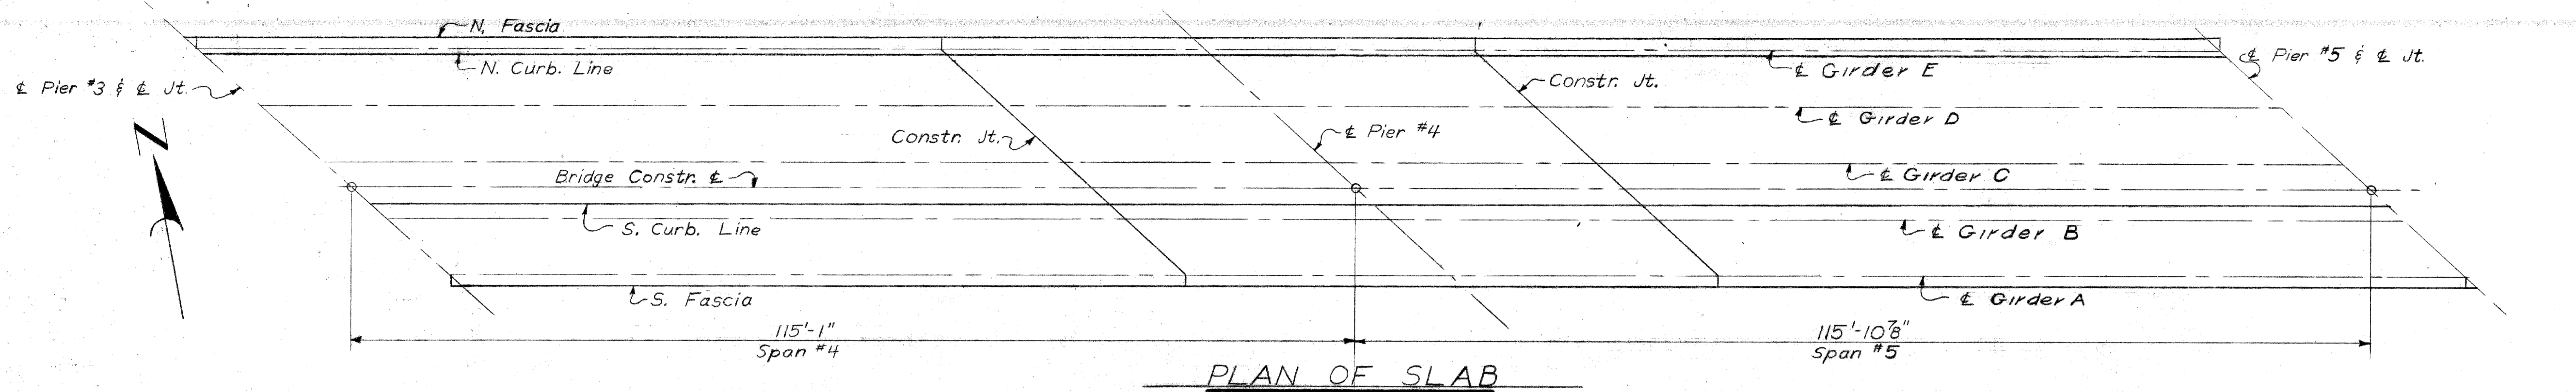 N. Fascia
N. Curb. Line
℄ Pier #3 & ℄ Jt.
℄ Pier #5 & ℄ Jt.
℄ Girder E
Constr. Jt.
℄ Girder D
N
Constr. Jt.
℄ Pier #4
Bridge Constr. ℄
℄ Girder C
S. Curb. Line
℄ Girder B
S. Fascia
℄ Girder A
115'-1"
Span #4
115'-10⅞"
Span #5
PLAN OF SLAB